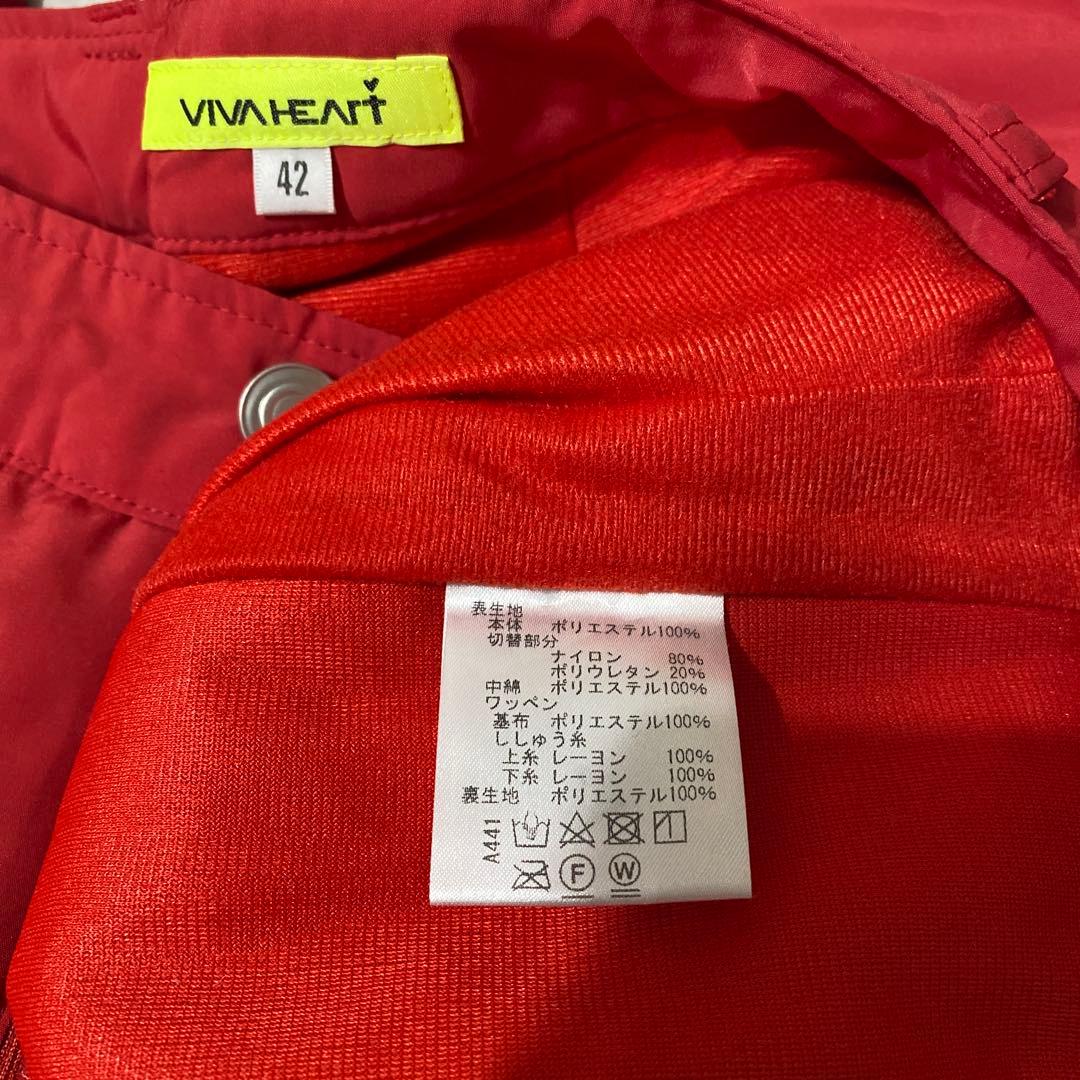 VIVAHEART
42
表生地
本体 ポリエステル100%
切替部分
ナイロン 80%
ポリウレタン 20%
中綿 ポリエステル100%
ワッペン
基布 ポリエステル100%
ししゅう糸
上糸 レーヨン 100%
下糸 レーヨン 100%
裏生地 ポリエステル100%
A441
F W